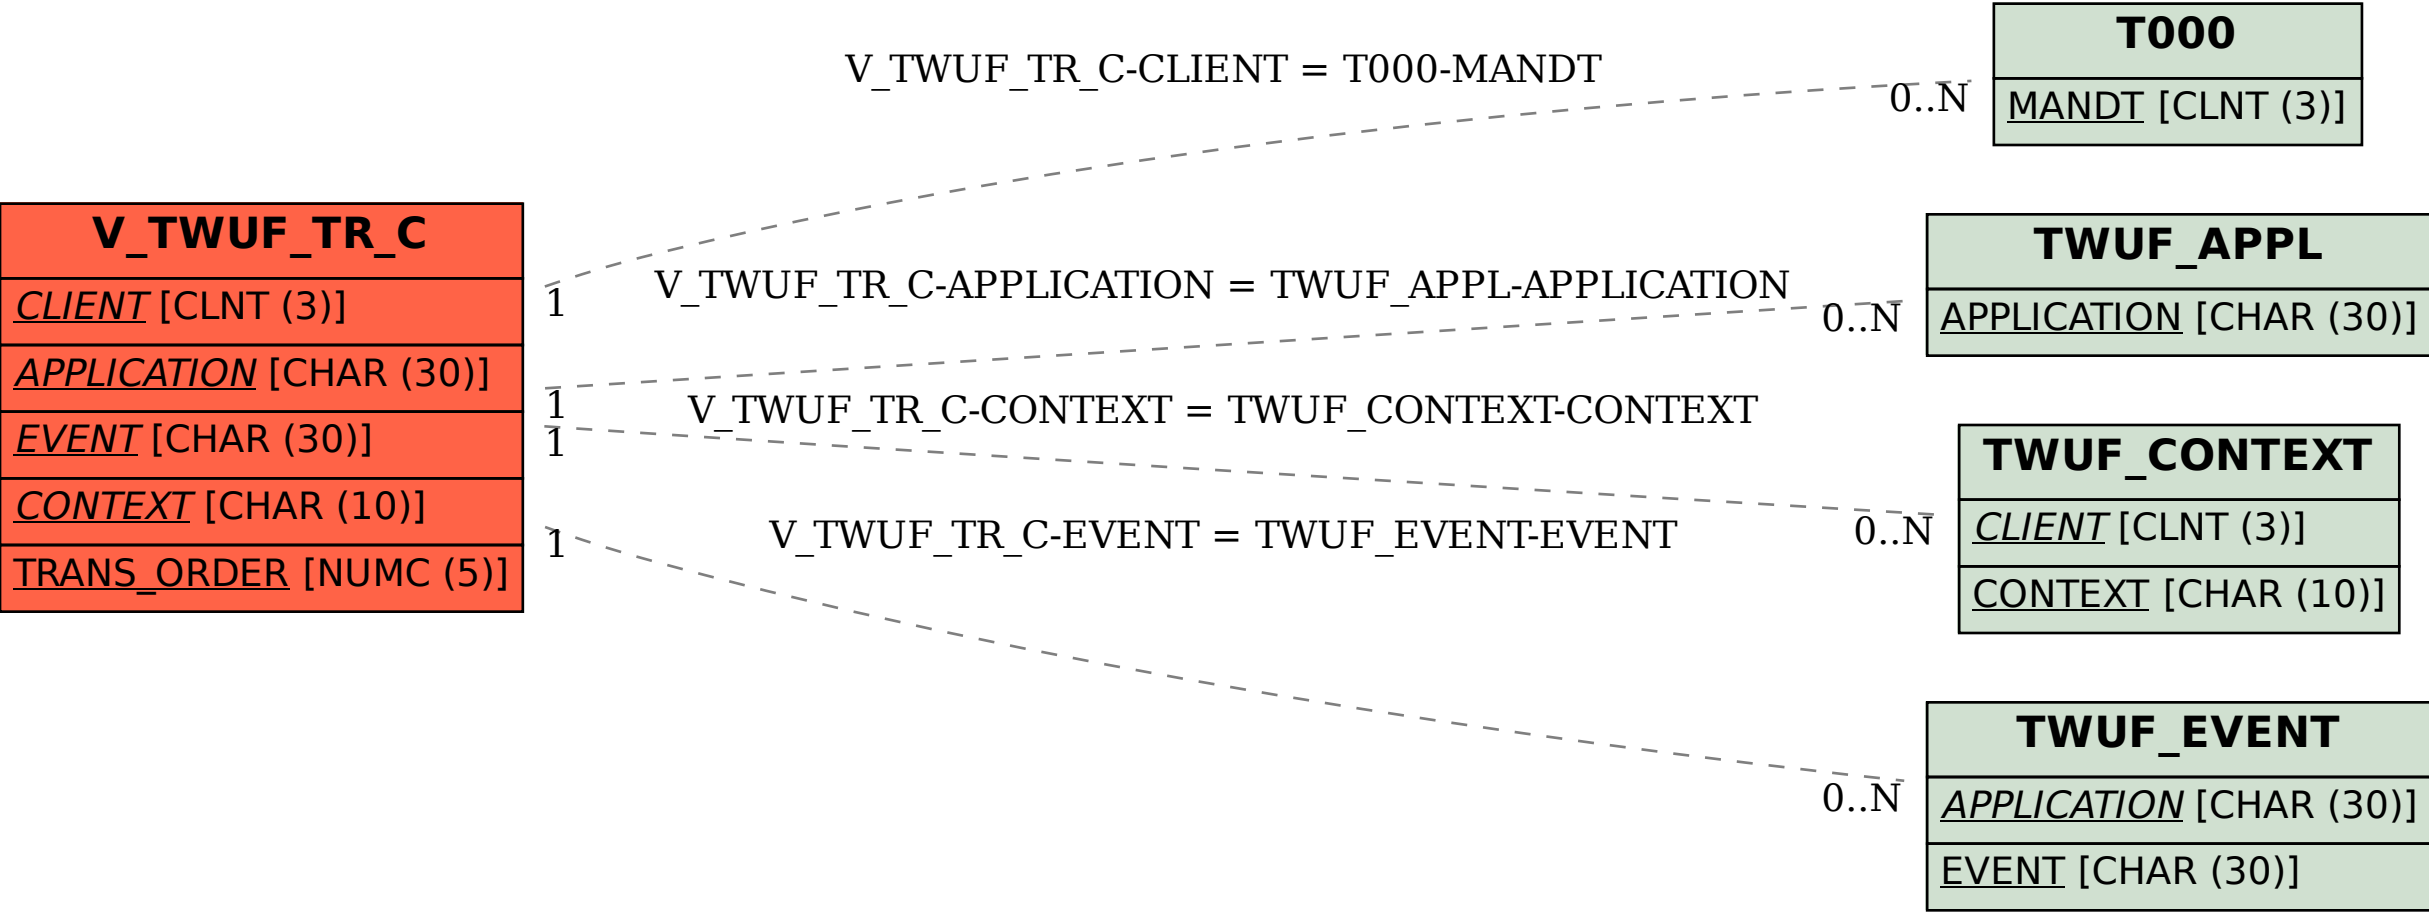 V_TWUF_TR_C
CLIENT [CLNT (3)]
APPLICATION [CHAR (30)]
EVENT [CHAR (30)]
CONTEXT [CHAR (10)]
TRANS_ORDER [NUMC (5)]
V_TWUF_TR_C-CLIENT = T000-MANDT
1
0..N
V_TWUF_TR_C-APPLICATION = TWUF_APPL-APPLICATION
1
0..N
V_TWUF_TR_C-CONTEXT = TWUF_CONTEXT-CONTEXT
1
0..N
V_TWUF_TR_C-EVENT = TWUF_EVENT-EVENT
1
0..N
T000
MANDT [CLNT (3)]
TWUF_APPL
APPLICATION [CHAR (30)]
TWUF_CONTEXT
CLIENT [CLNT (3)]
CONTEXT [CHAR (10)]
TWUF_EVENT
APPLICATION [CHAR (30)]
EVENT [CHAR (30)]